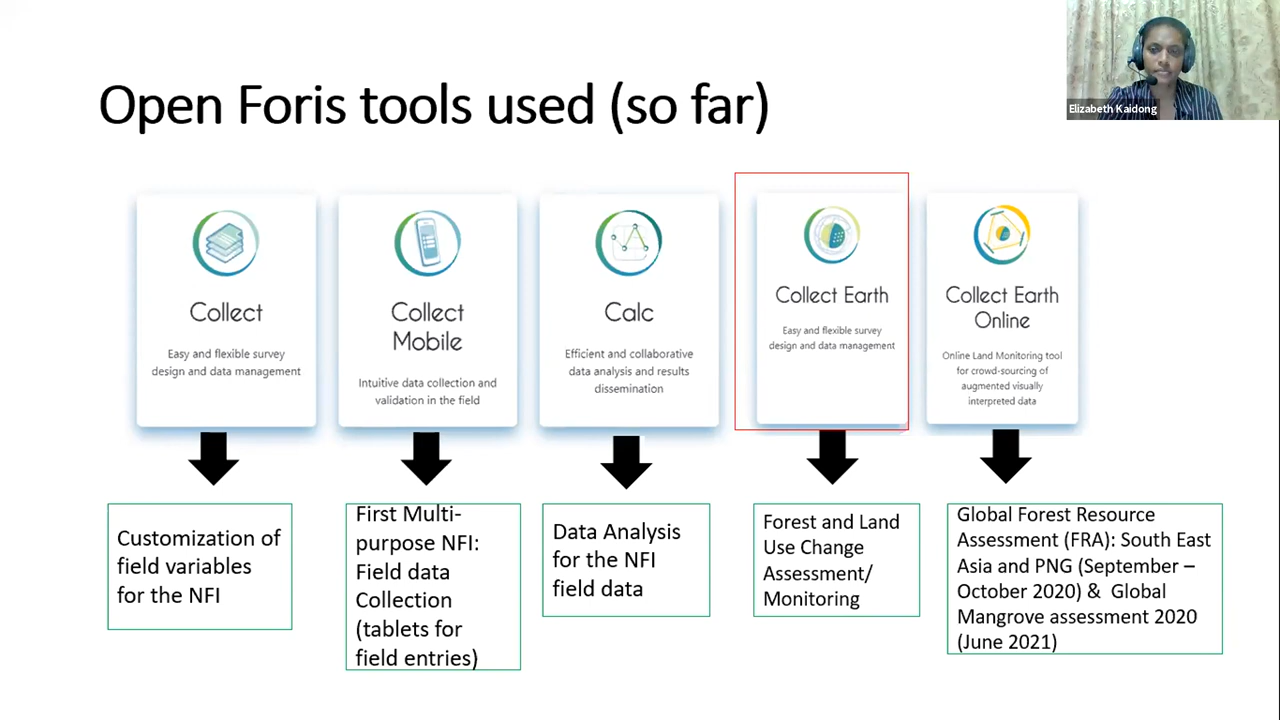 Elizabeth Kaidong
Open Foris tools used (so far)
Collect
Easy and flexible survey
design and data management
Collect
Mobile
Intuitive data collection and
validation in the field
Calc
Efficient and collaborative
data analysis and results
dissemination
Collect Earth
Easy and flexible survey
design and data management
Collect Earth
Online
Online Land Monitoring tool
for crowd-sourcing of
augmented visually
interpreted data
Customization of
field variables
for the NFI
First Multi-
purpose NFI:
Field data
Collection
(tablets for
field entries)
Data Analysis
for the NFI
field data
Forest and Land
Use Change
Assessment/
Monitoring
Global Forest Resource
Assessment (FRA): South East
Asia and PNG (September –
October 2020) & Global
Mangrove assessment 2020
(June 2021)